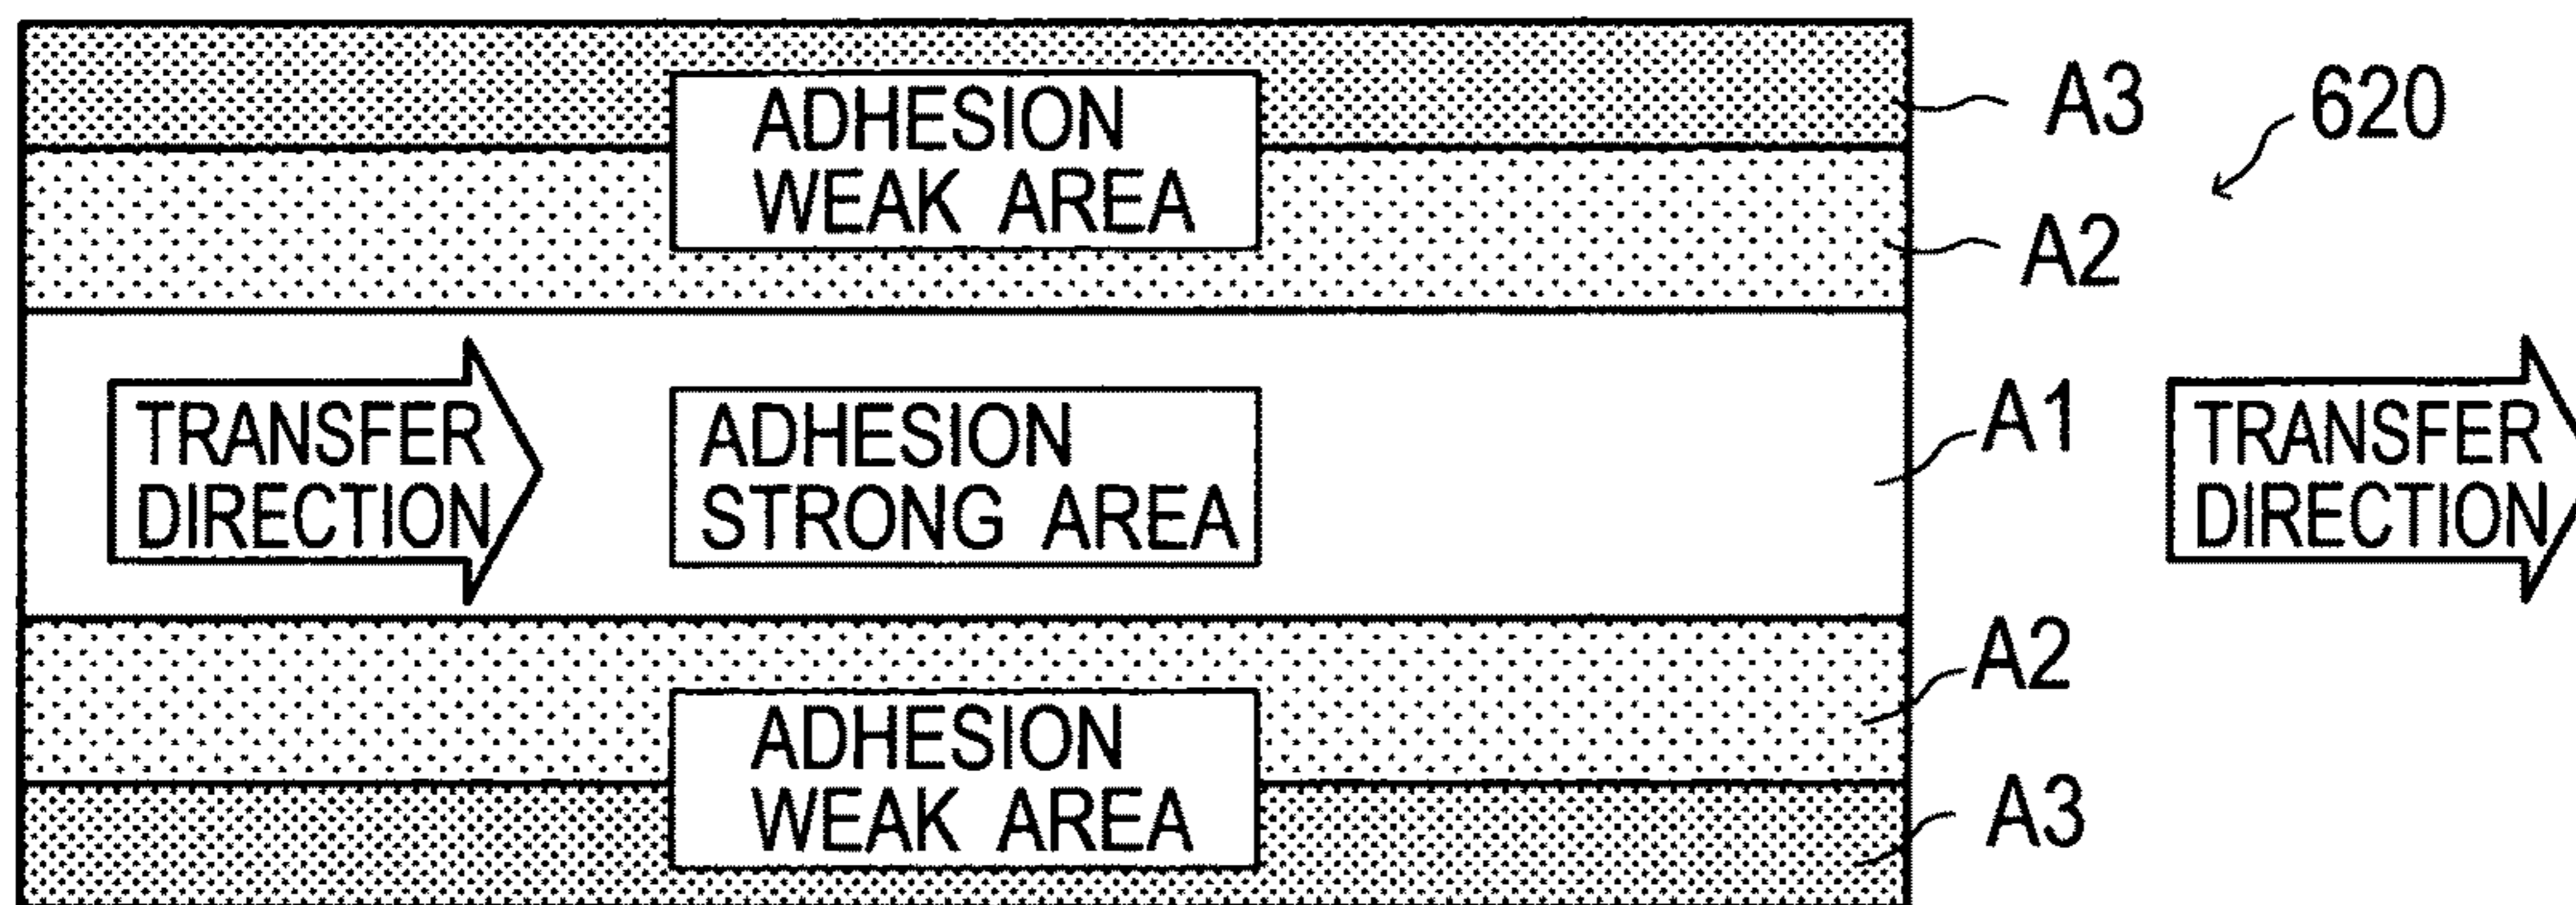 ADHESION
WEAK AREA
A3
620
A2
TRANSFER
DIRECTION
ADHESION
STRONG AREA
A1
TRANSFER
DIRECTION
A2
ADHESION
WEAK AREA
A3